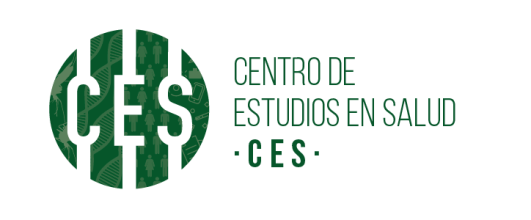 CES
CENTRO DE
ESTUDIOS EN SALUD
·CES·